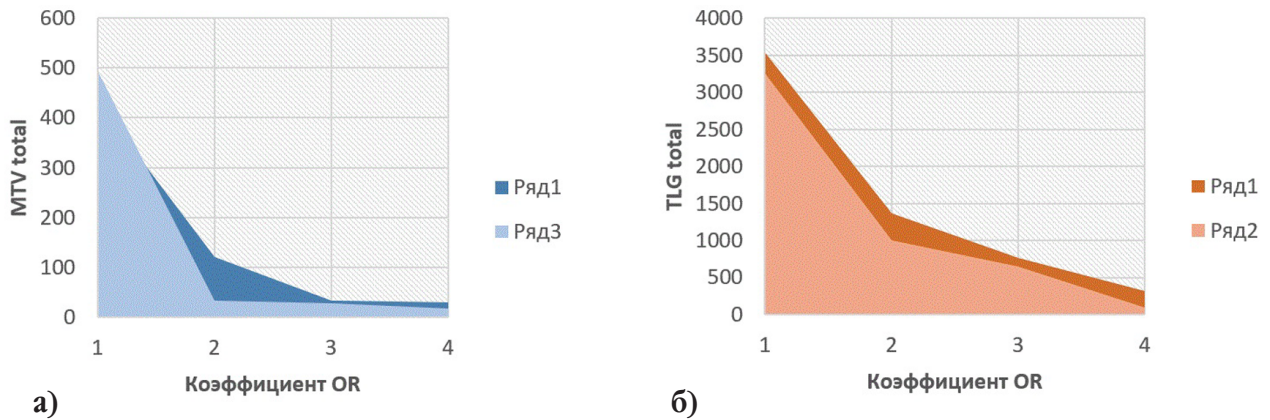 600
500
400
300
200
100
0
MTV total
1 2 3 4
Коэффициент OR
Ряд1
Ряд3
а)
4000
3500
3000
2500
2000
1500
1000
500
0
TLG total
1 2 3 4
Коэффициент OR
Ряд1
Ряд2
б)